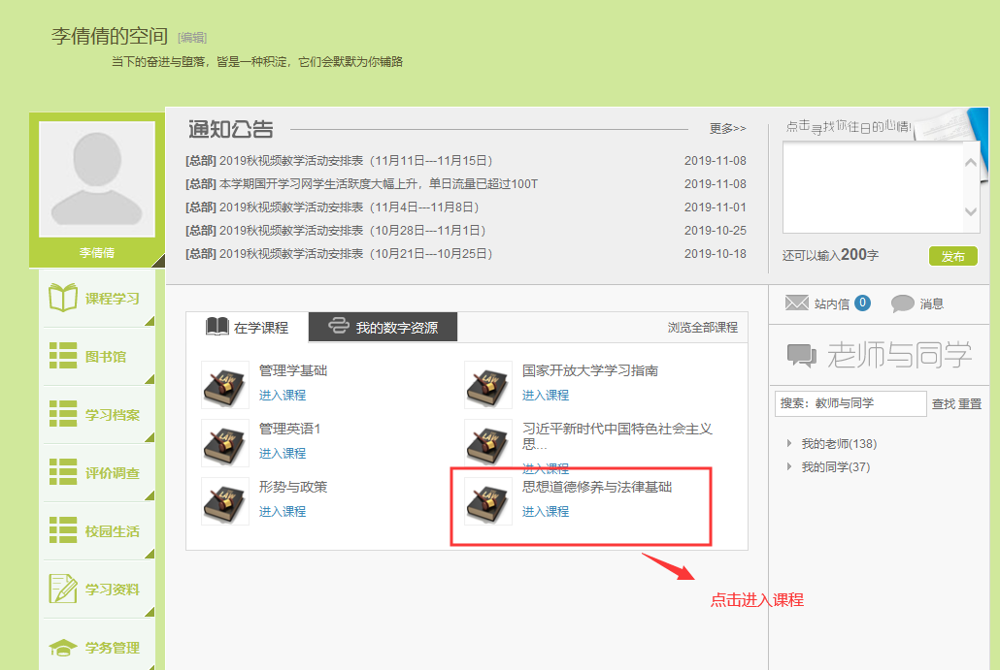 李倩倩的空间 [编辑]
当下的奋进与堕落，皆是一种积淀，它们会默默为你铺路
李倩倩
课程学习
图书馆
学习档案
评价调查
校园生活
学习资料
学务管理
通知公告
更多>>
[总部] 2019秋视频教学活动安排表（11月11日---11月15日） 2019-11-08
[总部] 本学期国开学习网学生活跃度大幅上升，单日流量已超过100T 2019-11-08
[总部] 2019秋视频教学活动安排表（11月4日---11月8日） 2019-11-01
[总部] 2019秋视频教学活动安排表（10月28日---11月1日） 2019-10-25
[总部] 2019秋视频教学活动安排表（10月21日---10月25日） 2019-10-18
在学课程 我的数字资源 浏览全部课程
管理学基础
进入课程
国家开放大学学习指南
进入课程
管理英语1
进入课程
习近平新时代中国特色社会主义
思...
进入课程
形势与政策
进入课程
思想道德修养与法律基础
进入课程
点击进入课程
点击寻找你往日的心情!
还可以输入200字 发布
站内信 0 消息
老师与同学
搜索：教师与同学 查找 重置
我的老师(138)
我的同学(37)
LAW
LAW
LAW
LAW
LAW
LAW